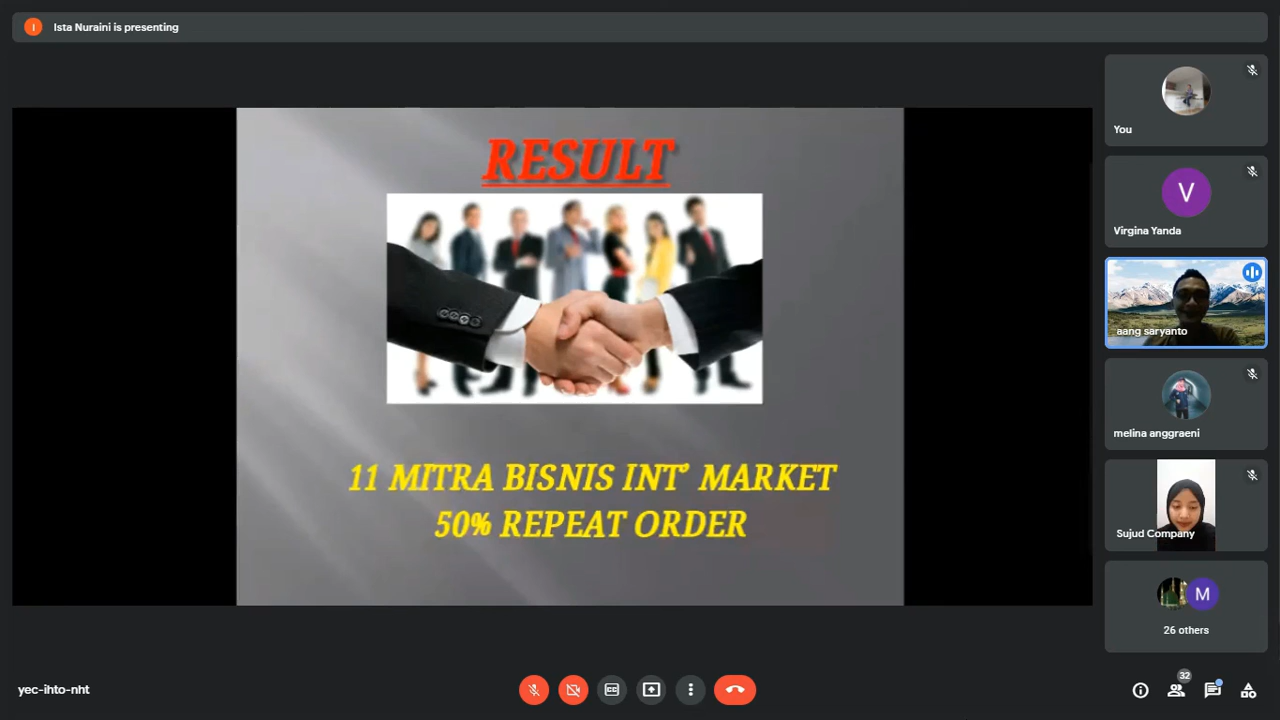 I
Ista Nuraini is presenting
RESULT
11 MITRA BISNIS INT' MARKET
50% REPEAT ORDER
You
V
Virgina Yanda
aang saryanto
melina anggraeni
Sujud Company
M
26 others
yec-ihto-nht
CC
32